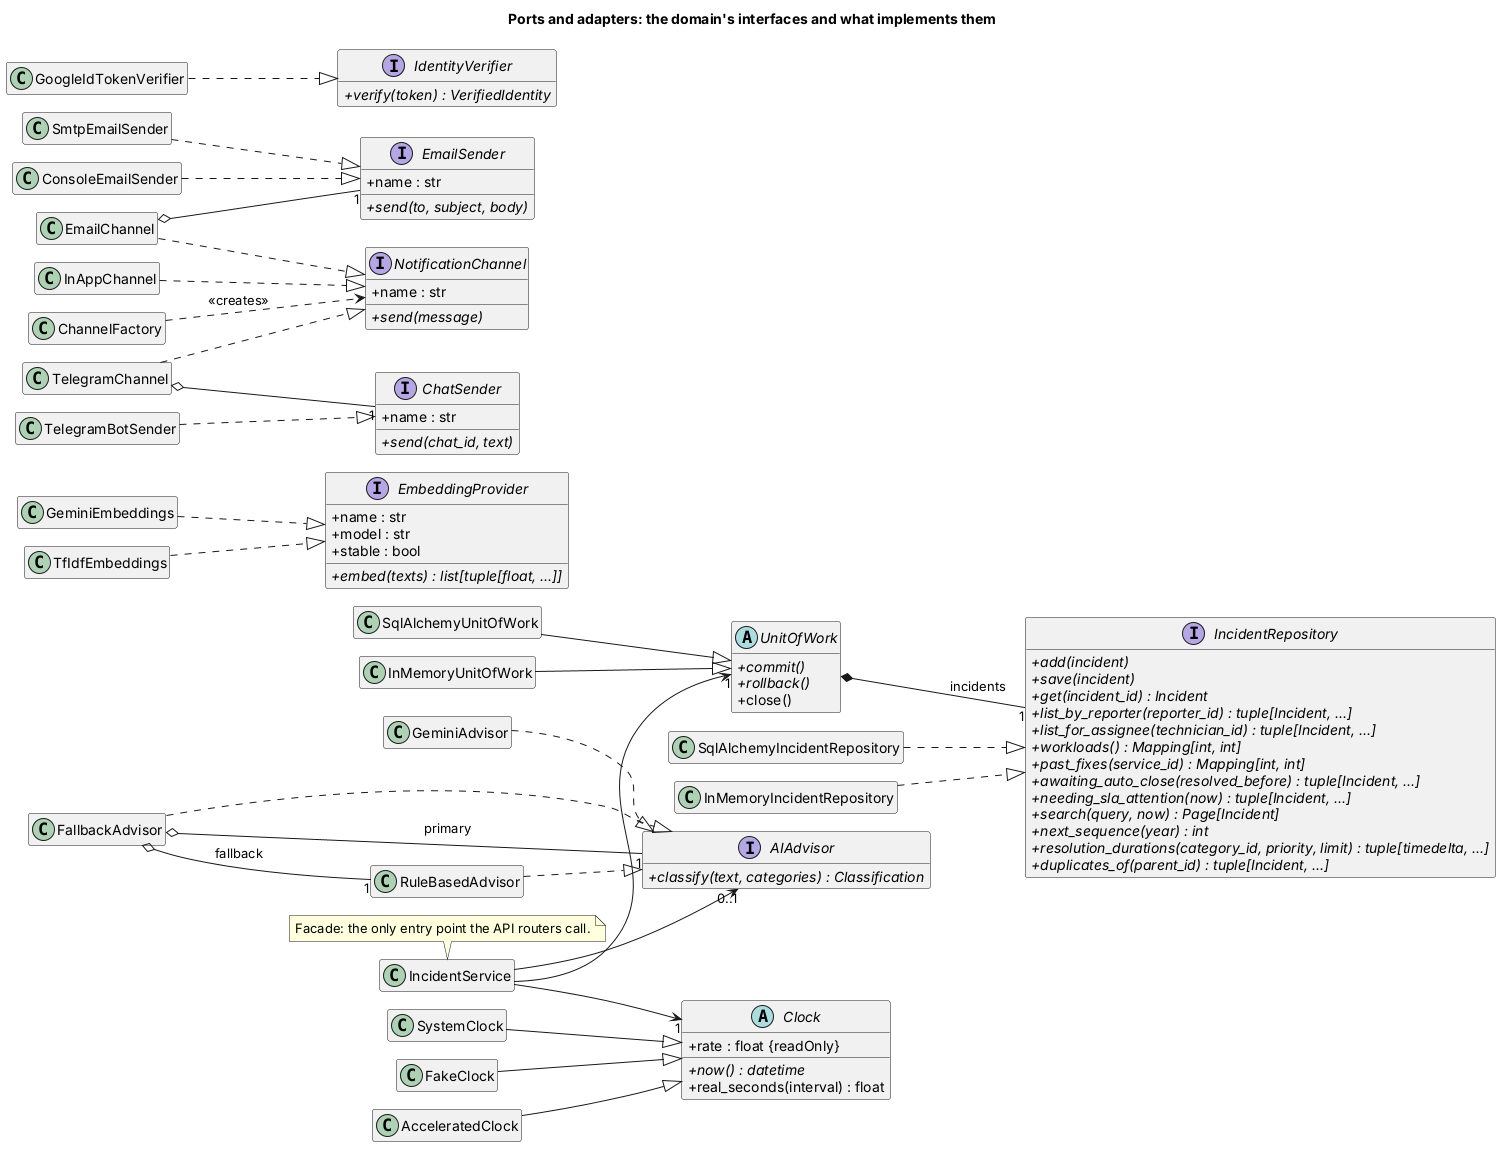 Ports and adapters: the domain's interfaces and what implements them
C GoogleIdTokenVerifier
I IdentityVerifier
+verify(token) : VerifiedIdentity
C SmtpEmailSender
C ConsoleEmailSender
C EmailChannel
I EmailSender
+name : str
+send(to, subject, body)
1
C InAppChannel
C ChannelFactory
«creates»
C TelegramChannel
I NotificationChannel
+name : str
+send(message)
C TelegramBotSender
I ChatSender
+name : str
+send(chat_id, text)
1
C GeminiEmbeddings
C TfIdfEmbeddings
I EmbeddingProvider
+name : str
+model : str
+stable : bool
+embed(texts) : list[tuple[float, ...]]
C SqlAlchemyUnitOfWork
C InMemoryUnitOfWork
A UnitOfWork
+commit()
+rollback()
+close()
1
incidents
1
I IncidentRepository
+add(incident)
+save(incident)
+get(incident_id) : Incident
+list_by_reporter(reporter_id) : tuple[Incident, ...]
+list_for_assignee(technician_id) : tuple[Incident, ...]
+workloads() : Mapping[int, int]
+past_fixes(service_id) : Mapping[int, int]
+awaiting_auto_close(resolved_before) : tuple[Incident, ...]
+needing_sla_attention(now) : tuple[Incident, ...]
+search(query, now) : Page[Incident]
+next_sequence(year) : int
+resolution_durations(category_id, priority, limit) : tuple[timedelta, ...]
+duplicates_of(parent_id) : tuple[Incident, ...]
C GeminiAdvisor
C SqlAlchemyIncidentRepository
C InMemoryIncidentRepository
C FallbackAdvisor
primary
1
fallback
1
C RuleBasedAdvisor
I AIAdvisor
+classify(text, categories) : Classification
0..1
Facade: the only entry point the API routers call.
C IncidentService
C SystemClock
C FakeClock
C AcceleratedClock
1
A Clock
+rate : float {readOnly}
+now() : datetime
+real_seconds(interval) : float